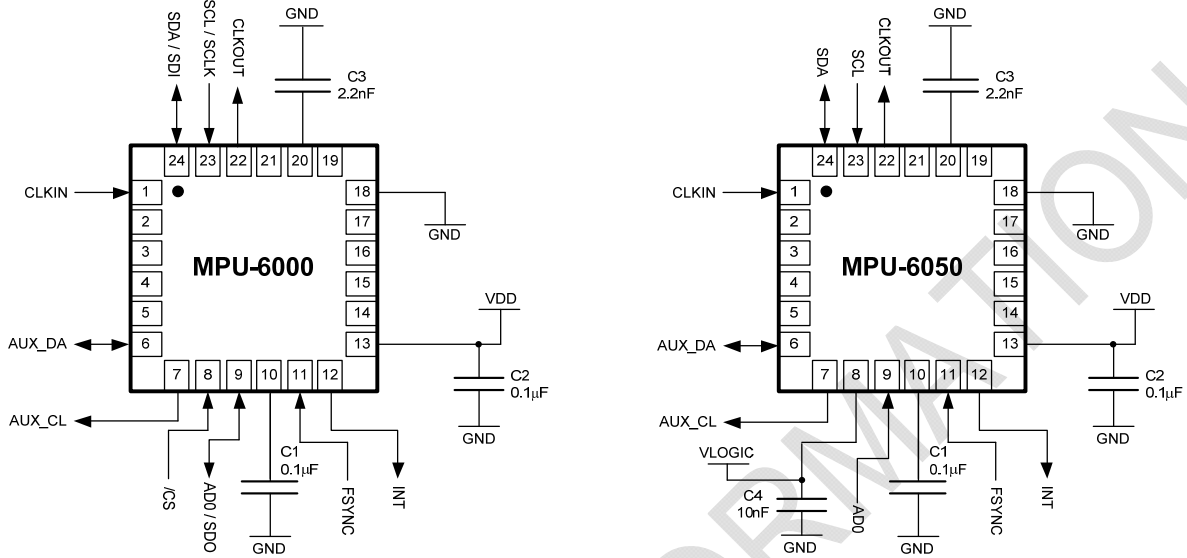 GND
SDA / SDI
SCL / SCLK
CLKOUT
C3
2.2nF
24 23 22 21 20 19
CLKIN
1
2
3
4
5
6
18
17
16
15
14
13
MPU-6000
GND
VDD
AUX_DA
7 8 9 10 11 12
C2
0.1µF
GND
AUX_CL
/CS
AD0 / SDO
C1
0.1µF
GND
FSYNC
INT
GND
SDA
SCL
CLKOUT
C3
2.2nF
24 23 22 21 20 19
CLKIN
1
2
3
4
5
6
18
17
16
15
14
13
MPU-6050
GND
VDD
AUX_DA
7 8 9 10 11 12
C2
0.1µF
GND
AUX_CL
VLOGIC
C4
10nF
GND
AD0
C1
0.1µF
GND
FSYNC
INT